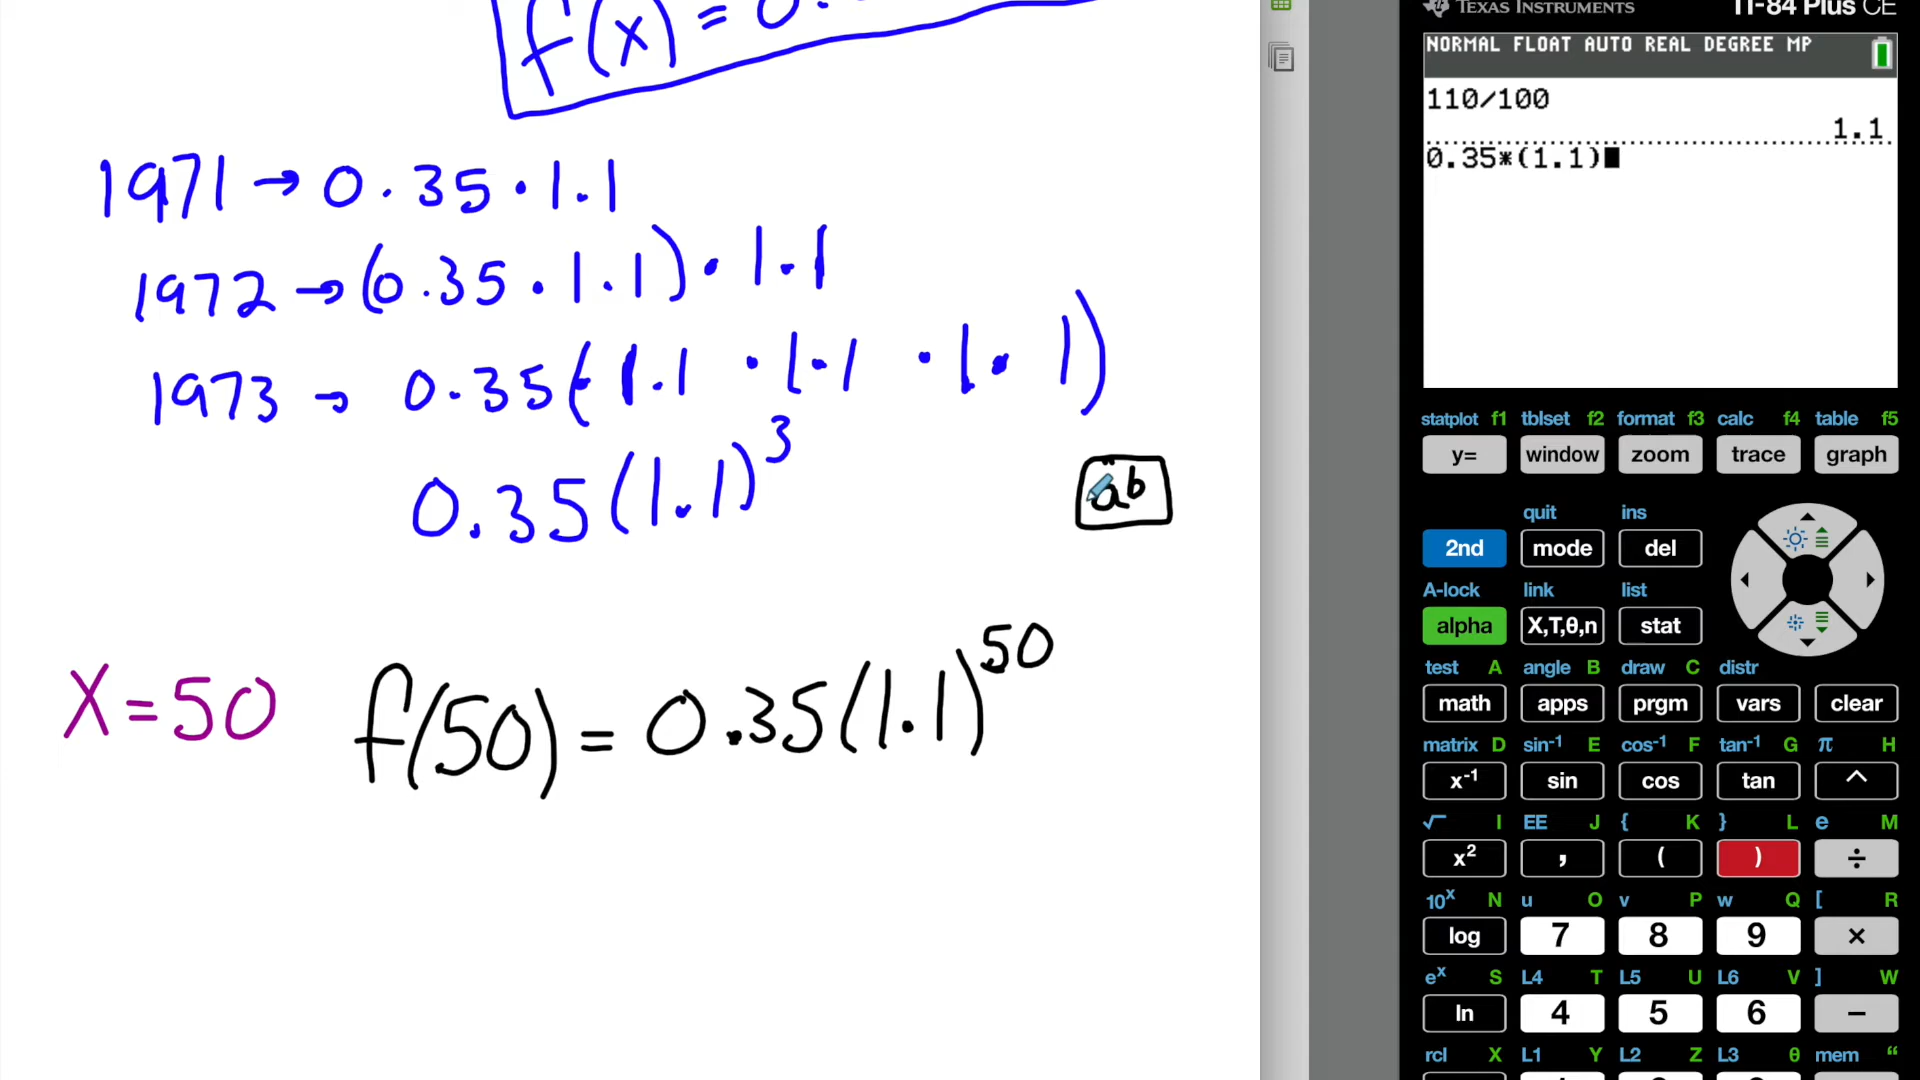 f(x) = 0.
1971 → 0.35 · 1.1
1972 → (0.35 · 1.1) · 1.1
1973 → 0.35(1.1 · 1.1 · 1.1)
0.35(1.1)³
aᵇ
X = 50
f(50) = 0.35(1.1)⁵⁰
TEXAS INSTRUMENTS TI-84 Plus CE
NORMAL FLOAT AUTO REAL DEGREE MP
110/100
1.1
0.35*(1.1)
statplot f1 tblset f2 format f3 calc f4 table f5
y= window zoom trace graph
quit ins
2nd mode del
A-lock link list
alpha X,T,θ,n stat
test A angle B draw C distr
math apps prgm vars clear
matrix D sin⁻¹ E cos⁻¹ F tan⁻¹ G π H
x⁻¹ sin cos tan ^
√ I EE J { K } L e M
x² , ( ) ÷
10ˣ N u O v P w Q [ R
log 7 8 9 ×
eˣ S L4 T L5 U L6 V ] W
ln 4 5 6 −
rcl X L1 Y L2 Z L3 θ mem “